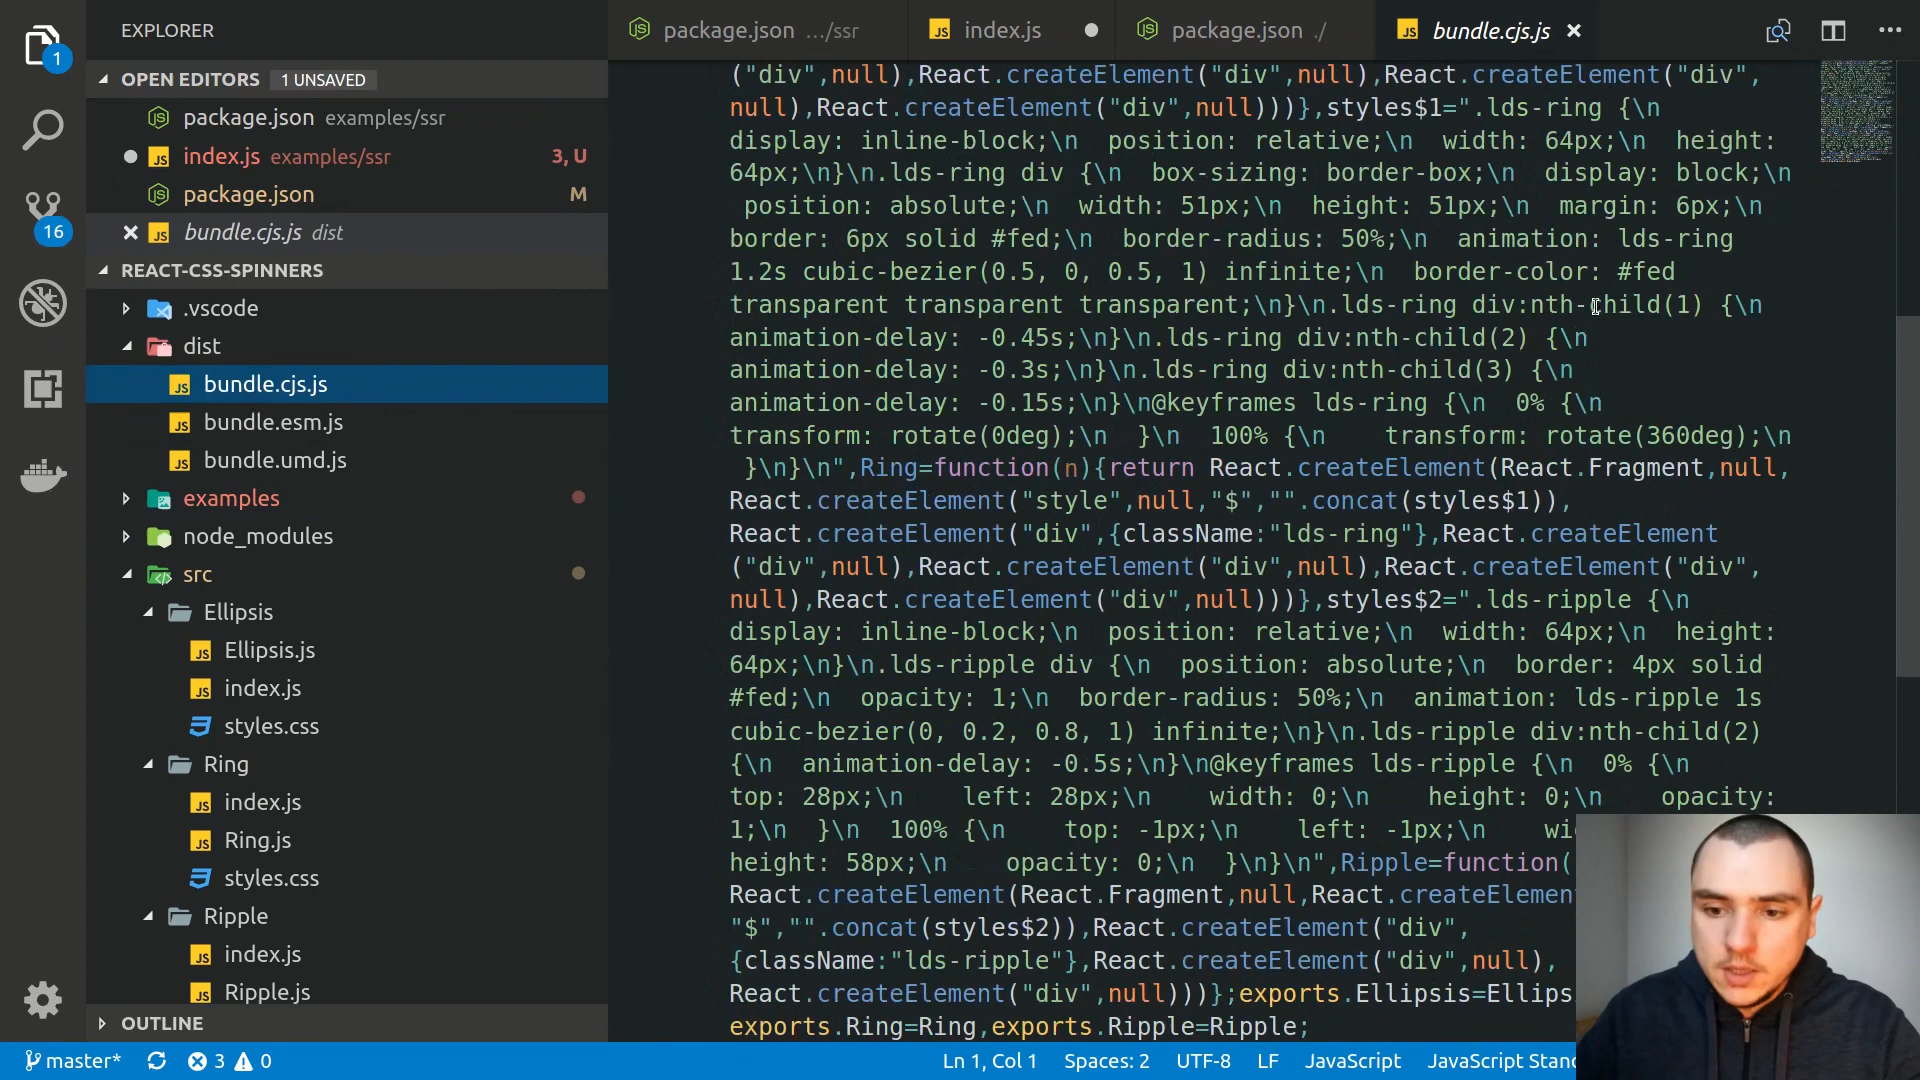 EXPLORER
OPEN EDITORS 1 UNSAVED
package.json examples/ssr
index.js examples/ssr 3, U
package.json M
bundle.cjs.js dist
REACT-CSS-SPINNERS
.vscode
dist
bundle.cjs.js
bundle.esm.js
bundle.umd.js
examples
node_modules
src
Ellipsis
Ellipsis.js
index.js
styles.css
Ring
index.js
Ring.js
styles.css
Ripple
index.js
Ripple.js
OUTLINE
1
16
package.json .../ssr
index.js
package.json ./
bundle.cjs.js
("div",null),React.createElement("div",null),React.createElement("div",
null),React.createElement("div",null)))},styles$1=".lds-ring {\n
display: inline-block;\n  position: relative;\n  width: 64px;\n  height:
64px;\n}\n.lds-ring div {\n  box-sizing: border-box;\n  display: block;\n
position: absolute;\n  width: 51px;\n  height: 51px;\n  margin: 6px;\n
border: 6px solid #fed;\n  border-radius: 50%;\n  animation: lds-ring
1.2s cubic-bezier(0.5, 0, 0.5, 1) infinite;\n  border-color: #fed
transparent transparent transparent;\n}\n.lds-ring div:nth-child(1) {\n
animation-delay: -0.45s;\n}\n.lds-ring div:nth-child(2) {\n
animation-delay: -0.3s;\n}\n.lds-ring div:nth-child(3) {\n
animation-delay: -0.15s;\n}\n@keyframes lds-ring {\n  0% {\n
transform: rotate(0deg);\n  }\n  100% {\n    transform: rotate(360deg);\n
}\n}\n",Ring=function(n){return React.createElement(React.Fragment,null,
React.createElement("style",null,"$","".concat(styles$1)),
React.createElement("div",{className:"lds-ring"},React.createElement
("div",null),React.createElement("div",null),React.createElement("div",
null),React.createElement("div",null)))},styles$2=".lds-ripple {\n
display: inline-block;\n  position: relative;\n  width: 64px;\n  height:
64px;\n}\n.lds-ripple div {\n  position: absolute;\n  border: 4px solid
#fed;\n  opacity: 1;\n  border-radius: 50%;\n  animation: lds-ripple 1s
cubic-bezier(0, 0.2, 0.8, 1) infinite;\n}\n.lds-ripple div:nth-child(2)
{\n  animation-delay: -0.5s;\n}\n@keyframes lds-ripple {\n  0% {\n
top: 28px;\n    left: 28px;\n    width: 0;\n    height: 0;\n    opacity:
1;\n  }\n  100% {\n    top: -1px;\n    left: -1px;\n
height: 58px;\n    opacity: 0;\n  }\n}\n",Ripple=function(
React.createElement(React.Fragment,null,React.createElement
"$","".concat(styles$2)),React.createElement("div",
{className:"lds-ripple"},React.createElement("div",null),
React.createElement("div",null)))};exports.Ellipsis=Ellips
exports.Ring=Ring,exports.Ripple=Ripple;
master* 3 0 Ln 1, Col 1 Spaces: 2 UTF-8 LF JavaScript JavaScript Stand